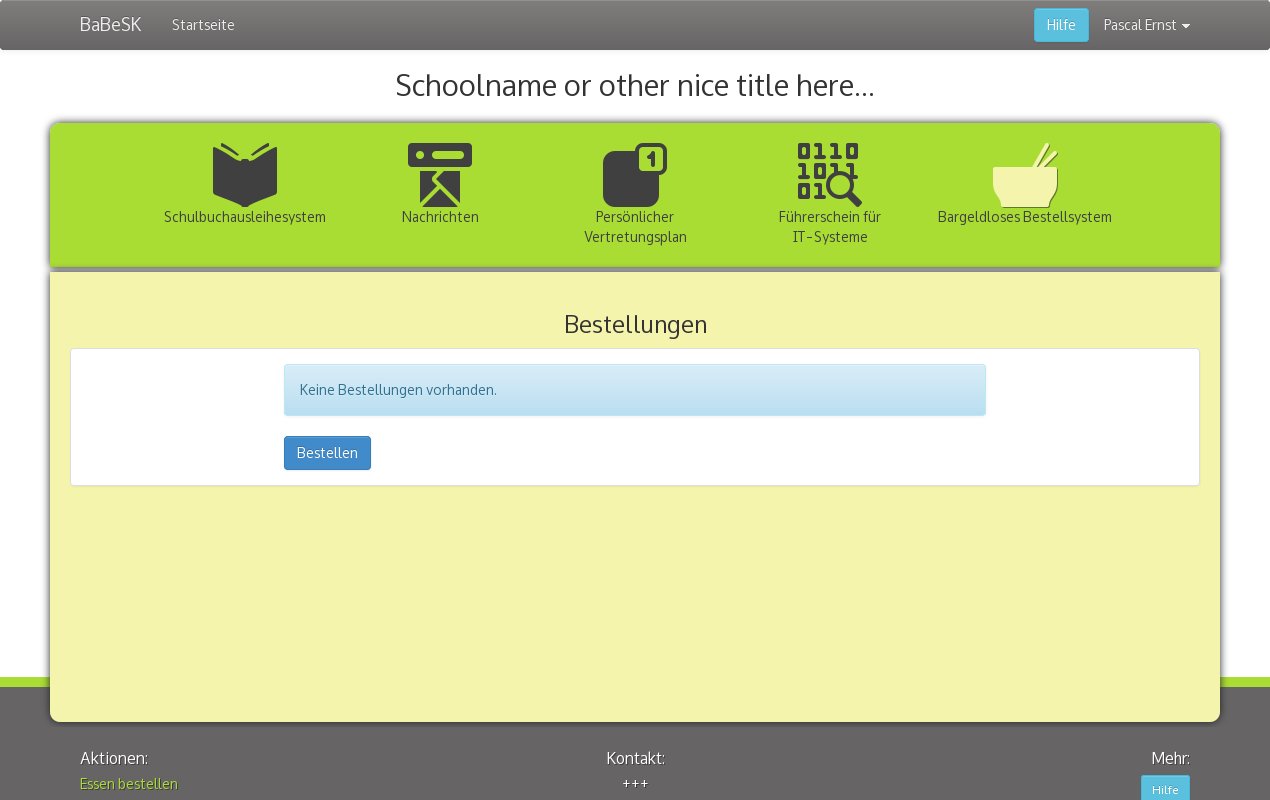 BaBeSK
Startseite
Hilfe
Pascal Ernst
Schoolname or other nice title here...
Schulbuchausleihesystem
Nachrichten
1
Persönlicher
Vertretungsplan
0110
1011
01
Führerschein für
IT-Systeme
Bargeldloses Bestellsystem
Bestellungen
Keine Bestellungen vorhanden.
Bestellen
Aktionen:
Essen bestellen
Kontakt:
+++
Mehr:
Hilfe